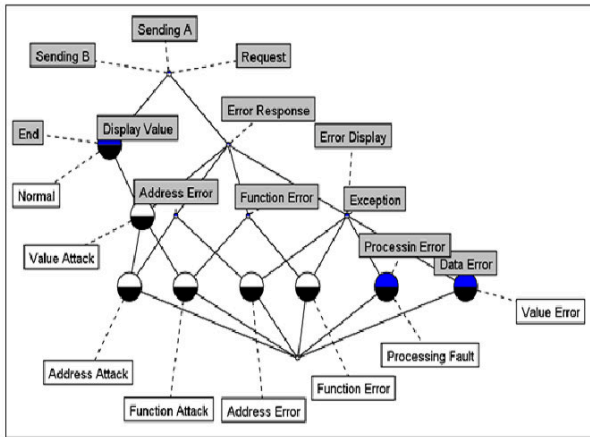 Sending A
Sending B
Request
Error Response
End
Display Value
Error Display
Normal
Address Error
Function Error
Exception
Value Attack
Processin Error
Data Error
Value Error
Address Attack
Processing Fault
Function Attack
Address Error
Function Error